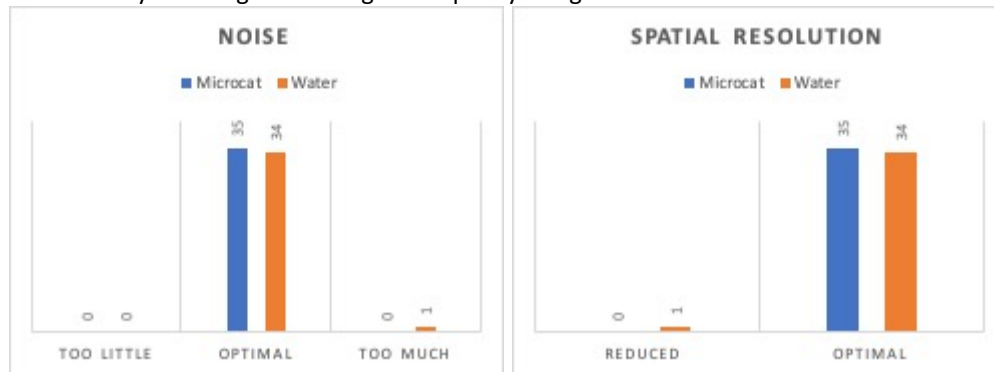 NOISE
Microcat Water
0 0 35 34 0 1
TOO LITTLE OPTIMAL TOO MUCH
SPATIAL RESOLUTION
Microcat Water
0 1 35 34
REDUCED OPTIMAL